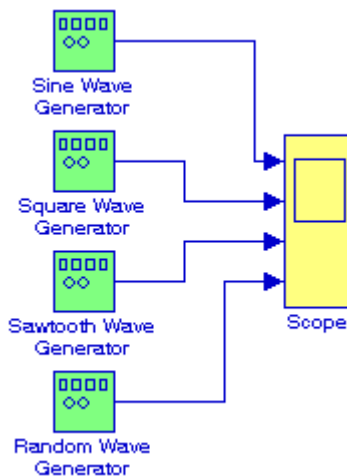 Sine Wave
Generator
Square Wave
Generator
Scope
Sawtooth Wave
Generator
Random Wave
Generator